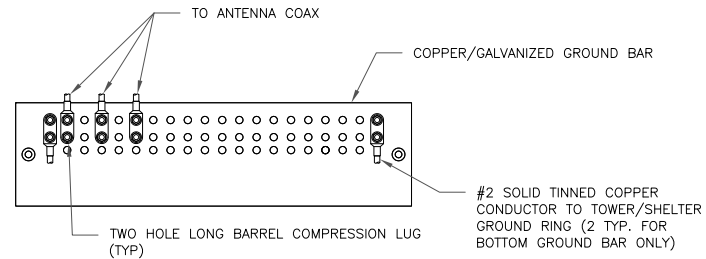 TO ANTENNA COAX
COPPER/GALVANIZED GROUND BAR
#2 SOLID TINNED COPPER
CONDUCTOR TO TOWER/SHELTER
GROUND RING (2 TYP. FOR
BOTTOM GROUND BAR ONLY)
TWO HOLE LONG BARREL COMPRESSION LUG
(TYP)